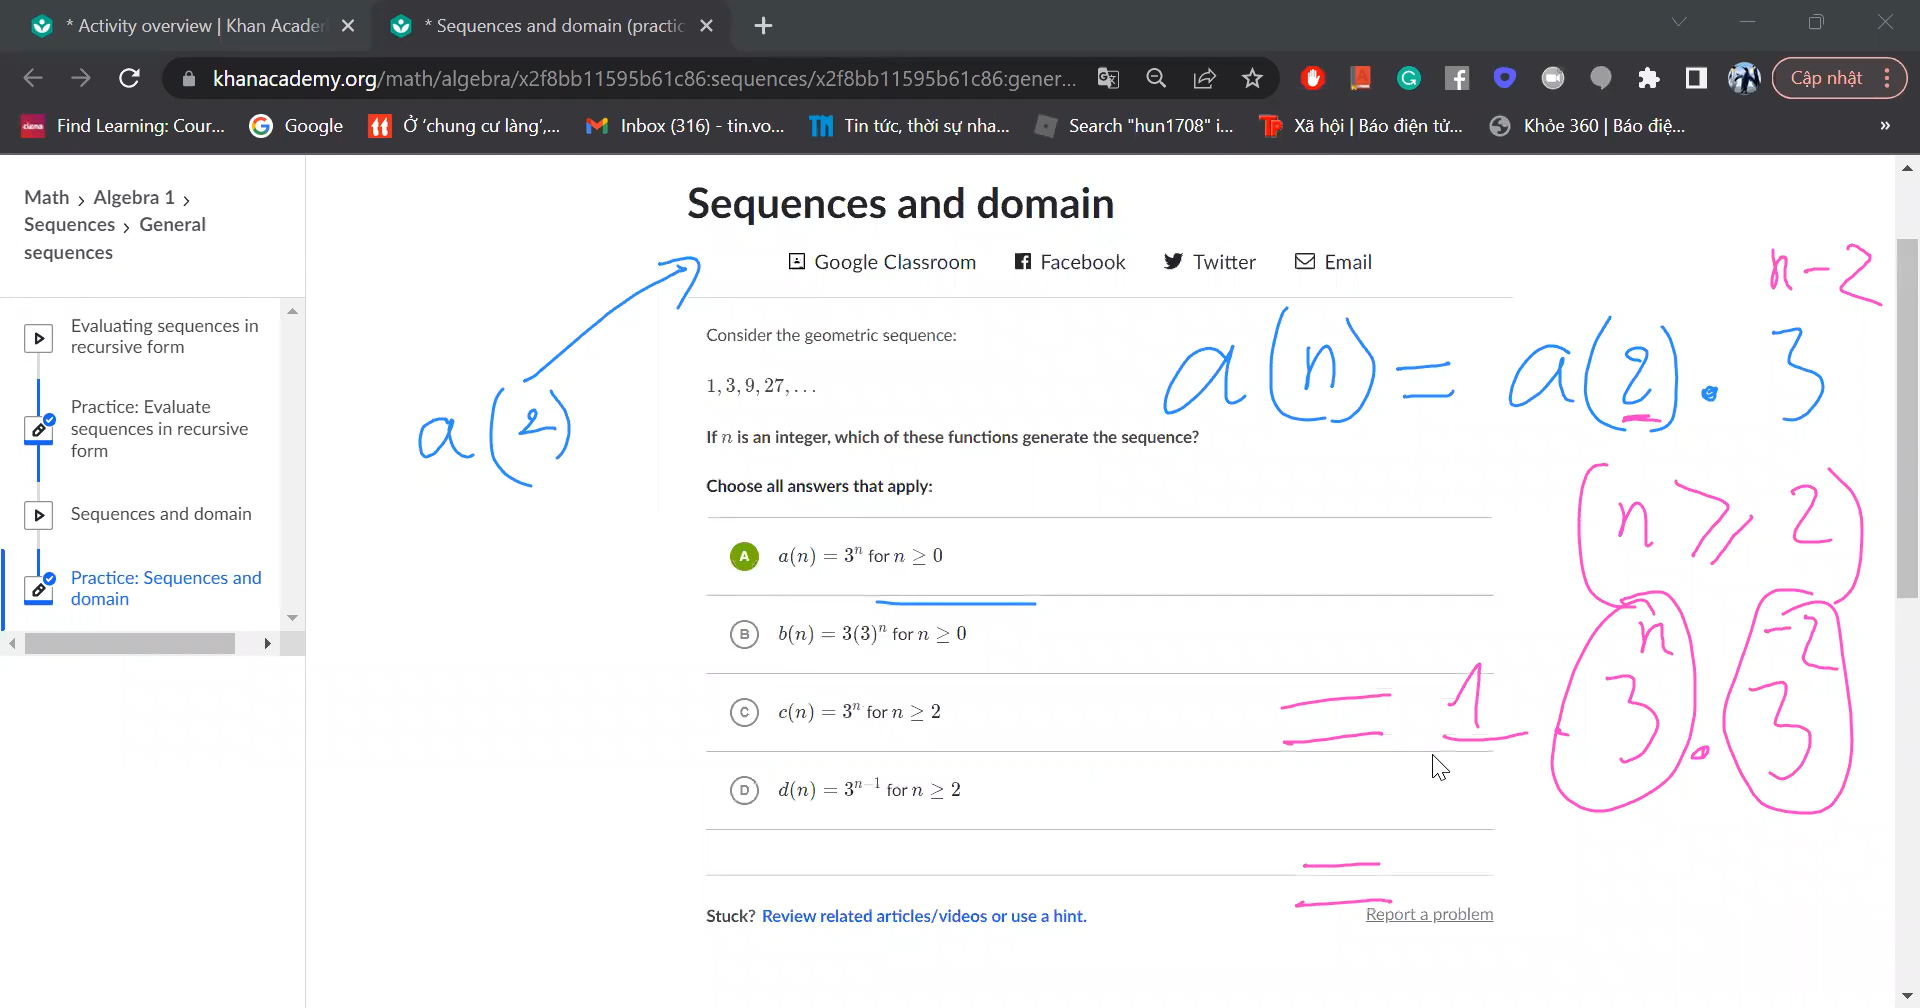 * Activity overview | Khan Acade
* Sequences and domain (practic
khanacademy.org/math/algebra/x2f8bb11595b61c86:sequences/x2f8bb11595b61c86:gener...
Cập nhật
ciena Find Learning: Cour...
Google
Ở 'chung cư làng',...
Inbox (316) - tin.vo...
TN Tin tức, thời sự nha...
Search "hun1708" i...
TP Xã hội | Báo điện tử...
Khỏe 360 | Báo điệ...
»
Math > Algebra 1 >
Sequences > General
sequences
Evaluating sequences in
recursive form
Practice: Evaluate
sequences in recursive
form
Sequences and domain
Practice: Sequences and
domain
Sequences and domain
Google Classroom Facebook Twitter Email
Consider the geometric sequence:
1, 3, 9, 27, ...
If n is an integer, which of these functions generate the sequence?
Choose all answers that apply:
A a(n) = 3ⁿ for n ≥ 0
B b(n) = 3(3)ⁿ for n ≥ 0
C c(n) = 3ⁿ for n ≥ 2
D d(n) = 3ⁿ⁻¹ for n ≥ 2
Stuck? Review related articles/videos or use a hint.
Report a problem
a(2)
n-2
a(n) = a(2) . 3
(n ≥ 2)
n -2
= 1 . 3 . 3
=